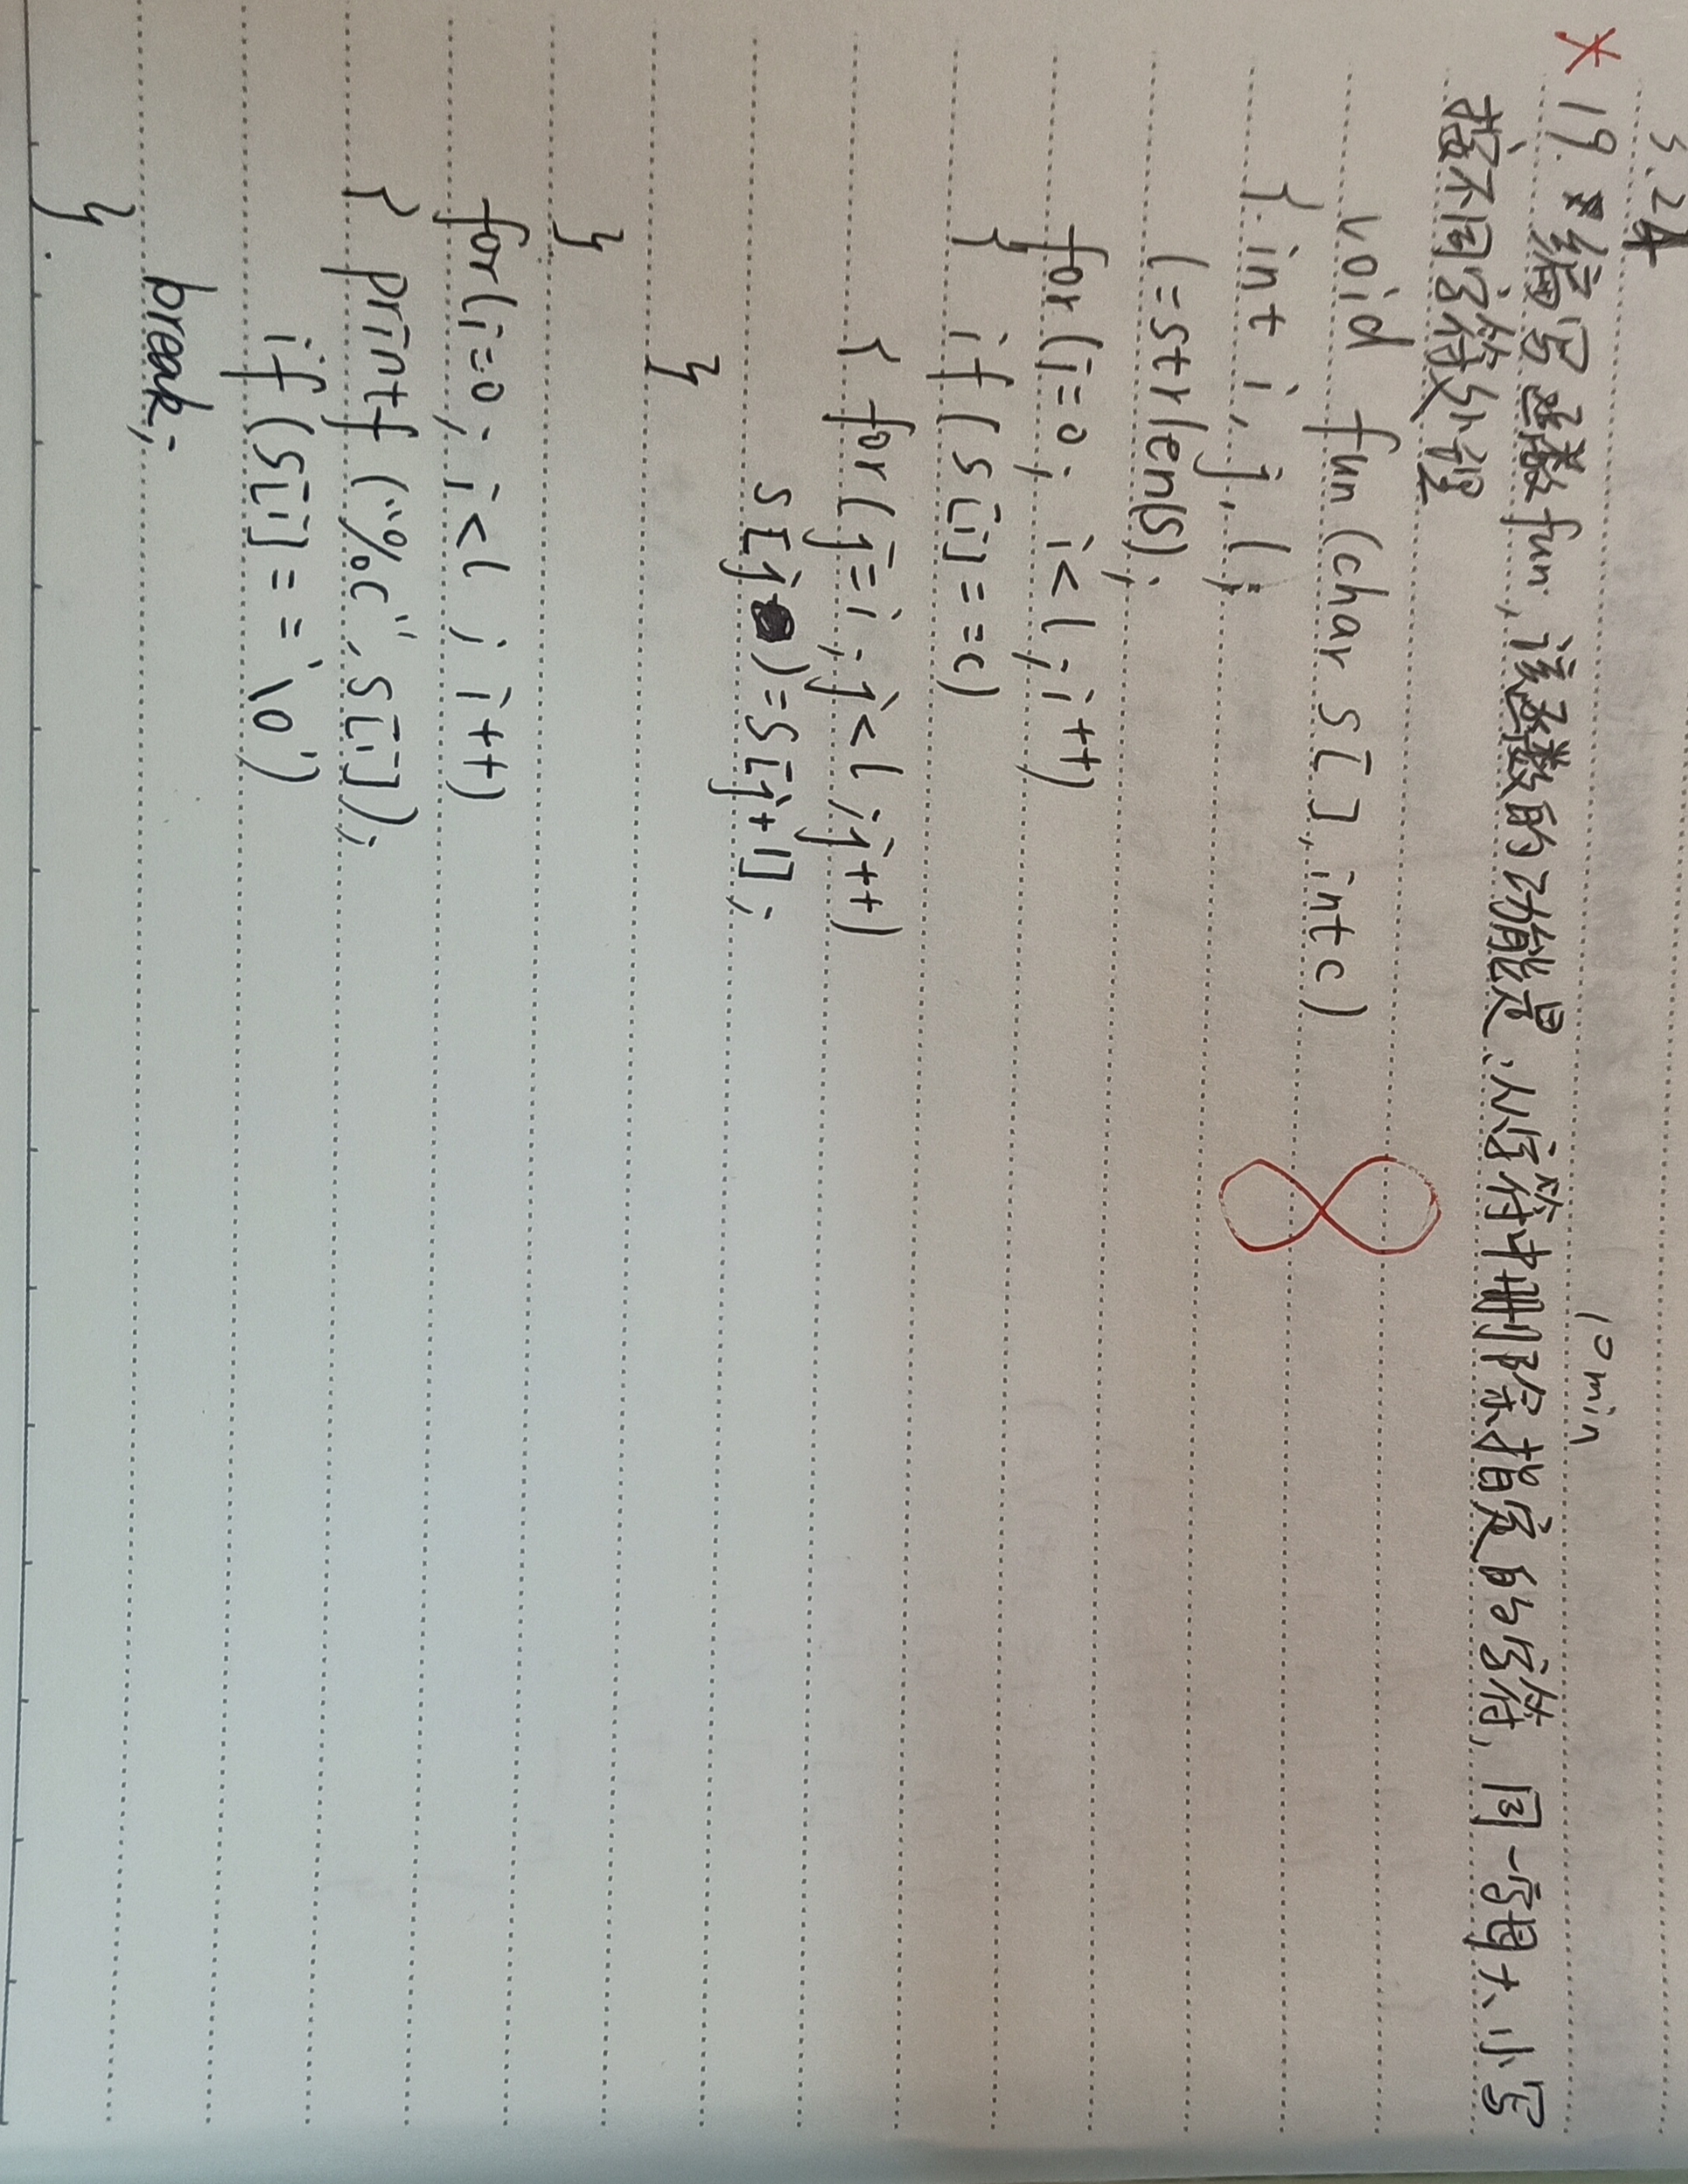 3.24
10min
19. 编写函数fun,该函数的功能是:从字符中删除指定的字符,同一字母大、小写
按不同字符处理
void fun(char s[],int c)
{ int i,j,l;
l=strlen(s);
for(i=0; i<l; i++)
{ if(s[i]==c)
{ for(j=i;j<l;j++)
s[j)=s[j+1];
}
}
for(i=0; i<l; i++)
{ printf("%c",s[i]);
if(s[i]=='\0')
break;
}